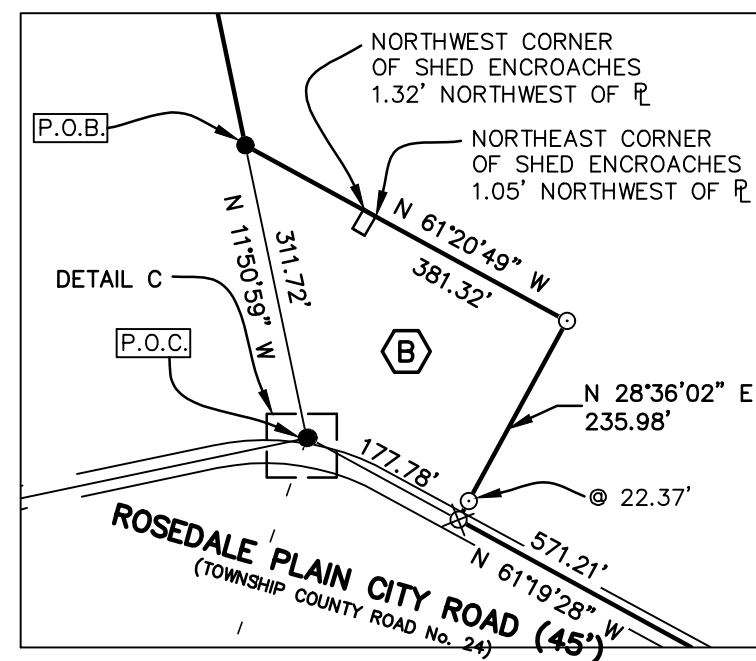 NORTHWEST CORNER
OF SHED ENCROACHES
1.32' NORTHWEST OF ⅊
P.O.B.
NORTHEAST CORNER
OF SHED ENCROACHES
1.05' NORTHWEST OF ⅊
N 61°20'49" W
381.32'
N 11°50'59" W
311.72'
DETAIL C
P.O.C.
B
N 28°36'02" E
235.98'
177.78'
@ 22.37'
571.21'
N 61°19'28" W
ROSEDALE PLAIN CITY ROAD (45')
(TOWNSHIP COUNTY ROAD No. 24)